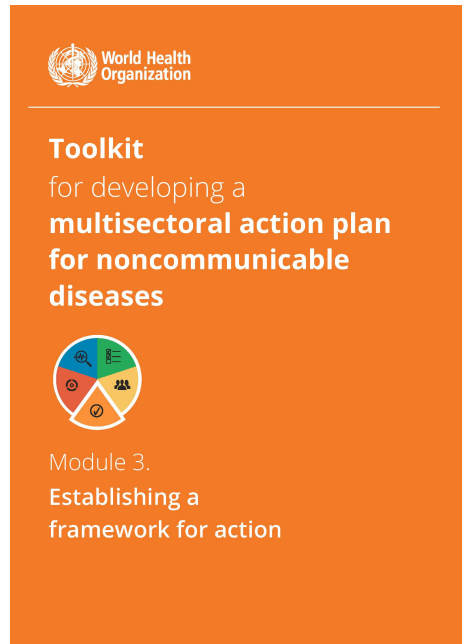 World Health
Organization
Toolkit
for developing a
multisectoral action plan
for noncommunicable
diseases
Module 3.
Establishing a
framework for action